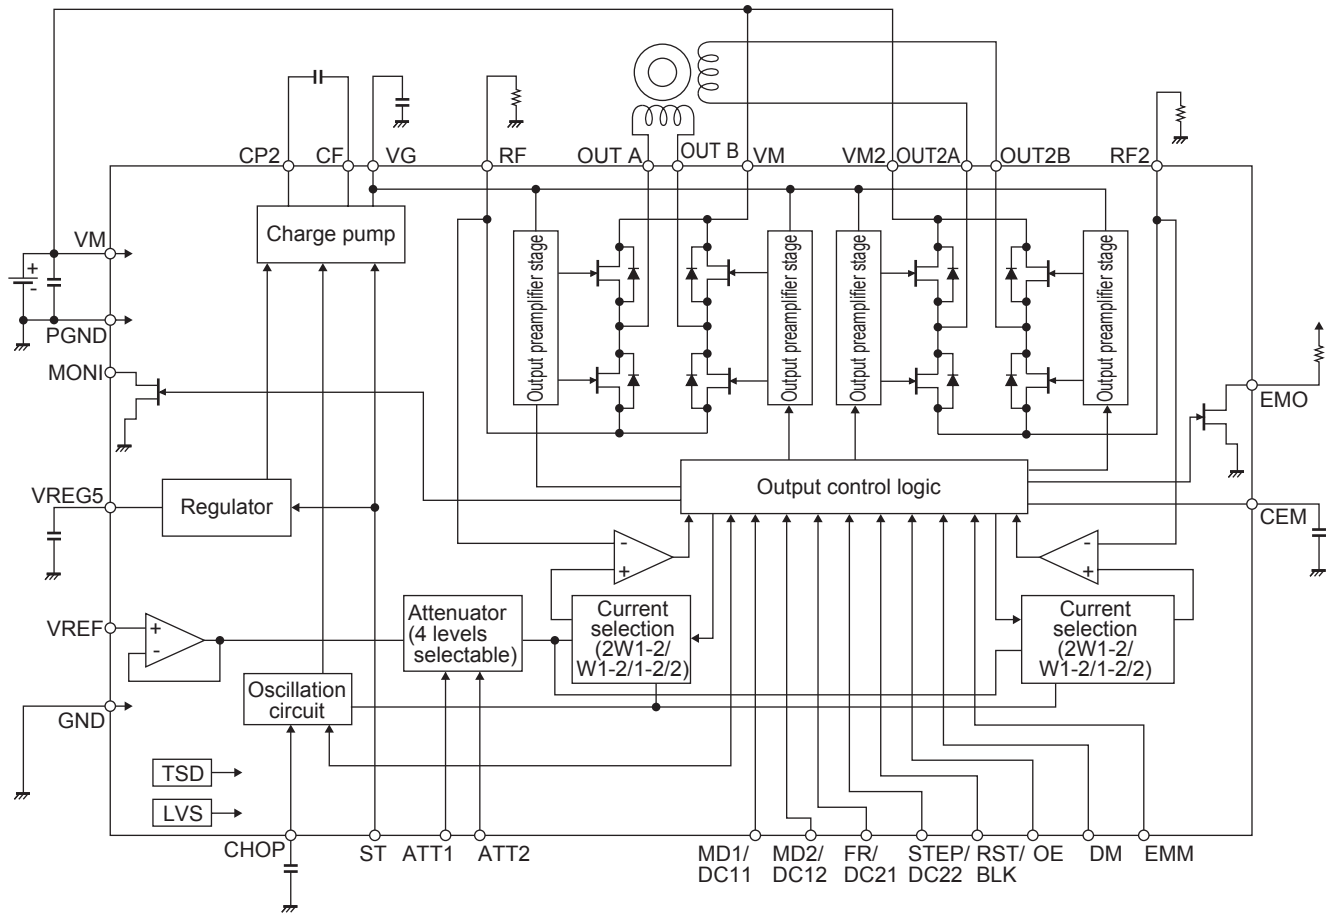 CP2
CF
VG
RF
OUT A
OUT B
VM
VM2
OUT2A
OUT2B
RF2
VM
+
-
PGND
Charge pump
Output preamplifier stage
Output preamplifier stage
Output preamplifier stage
Output preamplifier stage
MONI
EMO
VREG5
Regulator
Output control logic
CEM
-
+
-
+
VREF
+
-
Attenuator
(4 levels
selectable)
Current
selection
(2W1-2/
W1-2/1-2/2)
Current
selection
(2W1-2/
W1-2/1-2/2)
Oscillation
circuit
GND
TSD
LVS
CHOP
ST
ATT1
ATT2
MD1/
DC11
MD2/
DC12
FR/
DC21
STEP/
DC22
RST/
BLK
OE
DM
EMM